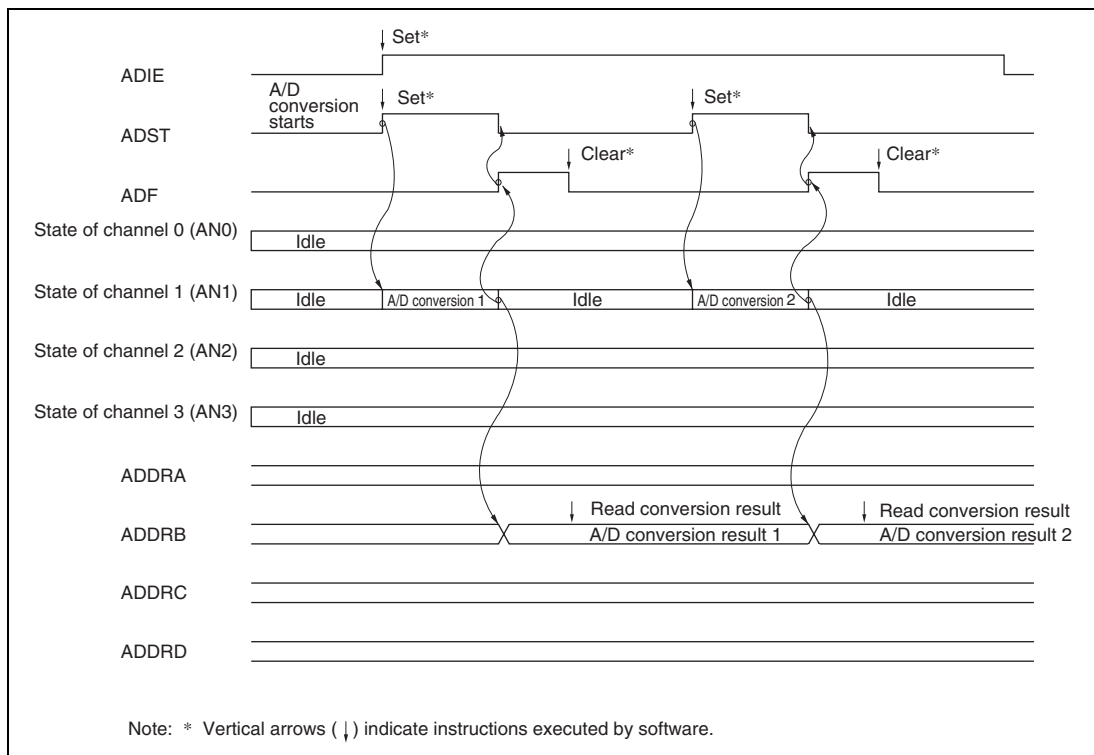 Set*
ADIE
A/D
conversion
starts
Set*
Set*
ADST
Clear*
Clear*
ADF
State of channel 0 (AN0)
Idle
State of channel 1 (AN1)
Idle
A/D conversion 1
Idle
A/D conversion 2
Idle
State of channel 2 (AN2)
Idle
State of channel 3 (AN3)
Idle
ADDRA
Read conversion result
Read conversion result
ADDRB
A/D conversion result 1
A/D conversion result 2
ADDRC
ADDRD
Note: * Vertical arrows (↓) indicate instructions executed by software.